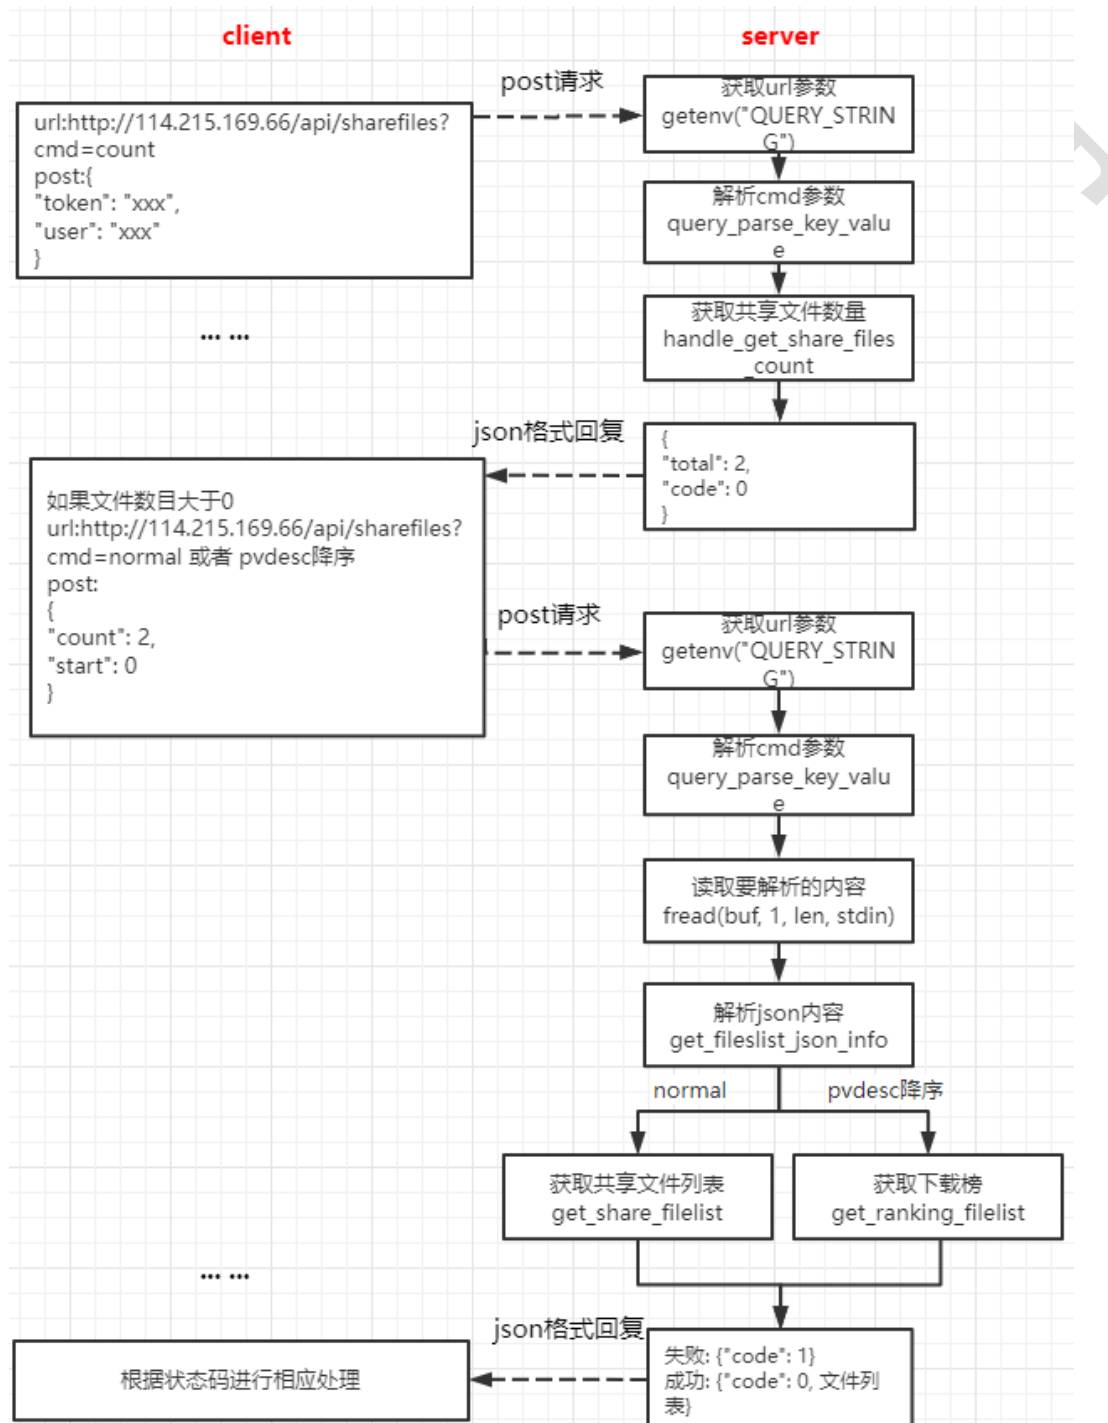 client
server
post请求
url:http://114.215.169.66/api/sharefiles?
cmd=count
post:{
"token": "xxx",
"user": "xxx"
}
获取url参数
getenv("QUERY_STRIN
G")
解析cmd参数
query_parse_key_valu
e
获取共享文件数量
handle_get_share_files
_count
... ...
json格式回复
{
"total": 2,
"code": 0
}
如果文件数目大于0
url:http://114.215.169.66/api/sharefiles?
cmd=normal 或者 pvdesc降序
post:
{
"count": 2,
"start": 0
}
post请求
获取url参数
getenv("QUERY_STRIN
G")
解析cmd参数
query_parse_key_valu
e
读取要解析的内容
fread(buf, 1, len, stdin)
解析json内容
get_fileslist_json_info
normal
pvdesc降序
获取共享文件列表
get_share_filelist
获取下载榜
get_ranking_filelist
... ...
json格式回复
失败: {"code": 1}
成功: {"code": 0, 文件列
表}
根据状态码进行相应处理